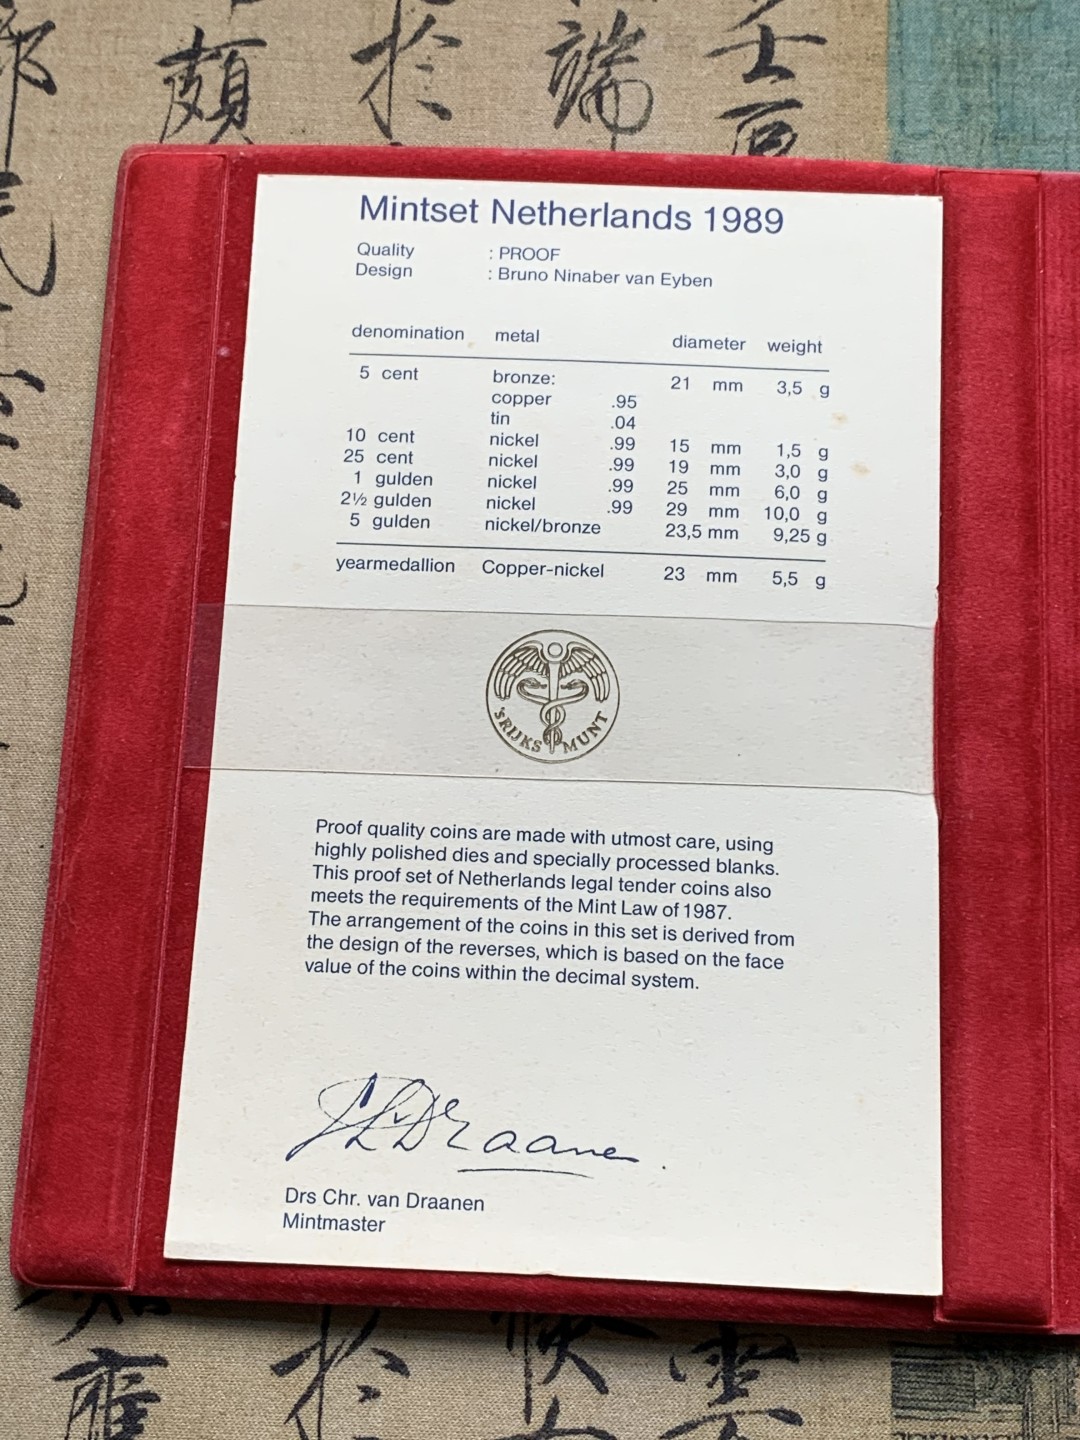 Mintset Netherlands 1989
Quality : PROOF
Design : Bruno Ninaber van Eyben
denomination metal diameter weight
5 cent bronze: 21 mm 3,5 g
copper .95
tin .04
10 cent nickel .99 15 mm 1,5 g
25 cent nickel .99 19 mm 3,0 g
1 gulden nickel .99 25 mm 6,0 g
2½ gulden nickel .99 29 mm 10,0 g
5 gulden nickel/bronze 23,5 mm 9,25 g
yearmedallion Copper-nickel 23 mm 5,5 g
'S RIJKS MUNT
Proof quality coins are made with utmost care, using
highly polished dies and specially processed blanks.
This proof set of Netherlands legal tender coins also
meets the requirements of the Mint Law of 1987.
The arrangement of the coins in this set is derived from
the design of the reverses, which is based on the face
value of the coins within the decimal system.
Drs Chr. van Draanen
Mintmaster
端
於
頗